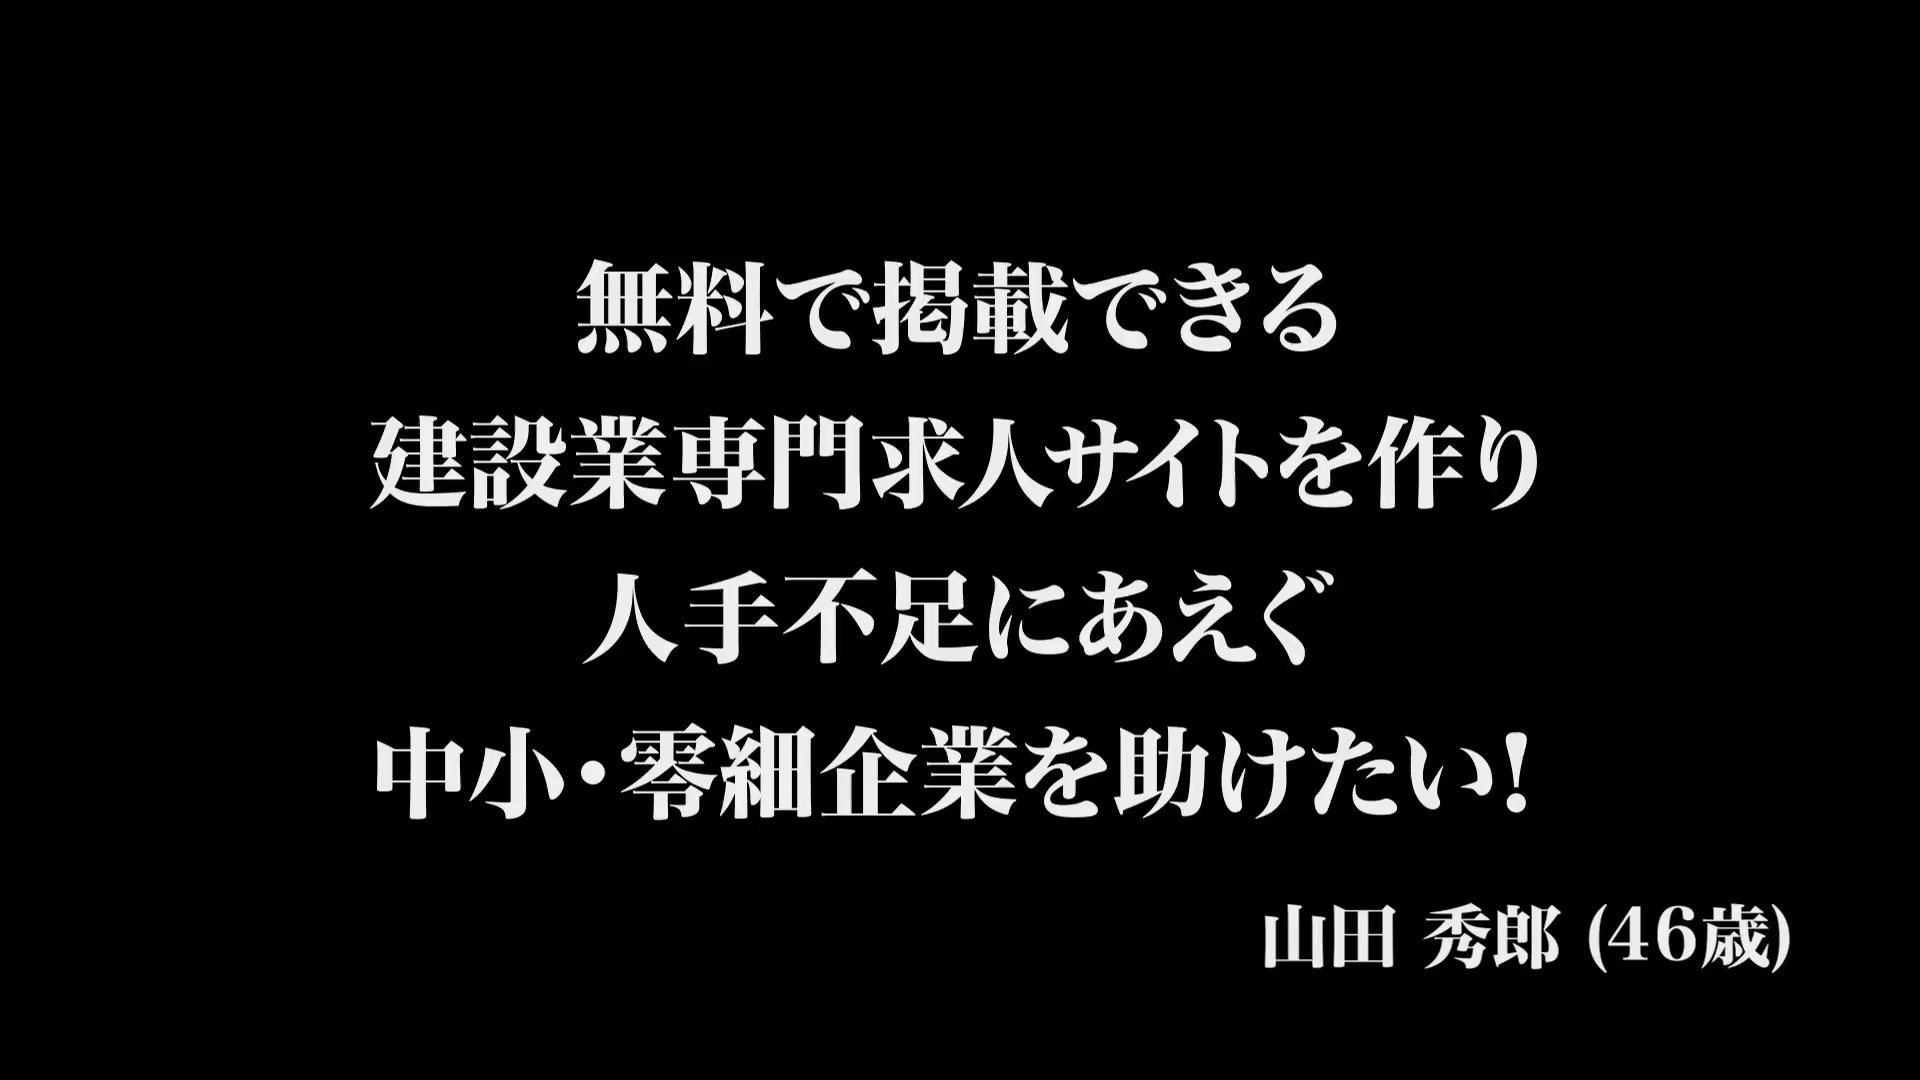 無料で掲載できる
建設業専門求人サイトを作り
人手不足にあえぐ
中小・零細企業を助けたい!
山田 秀郎 (46歳)